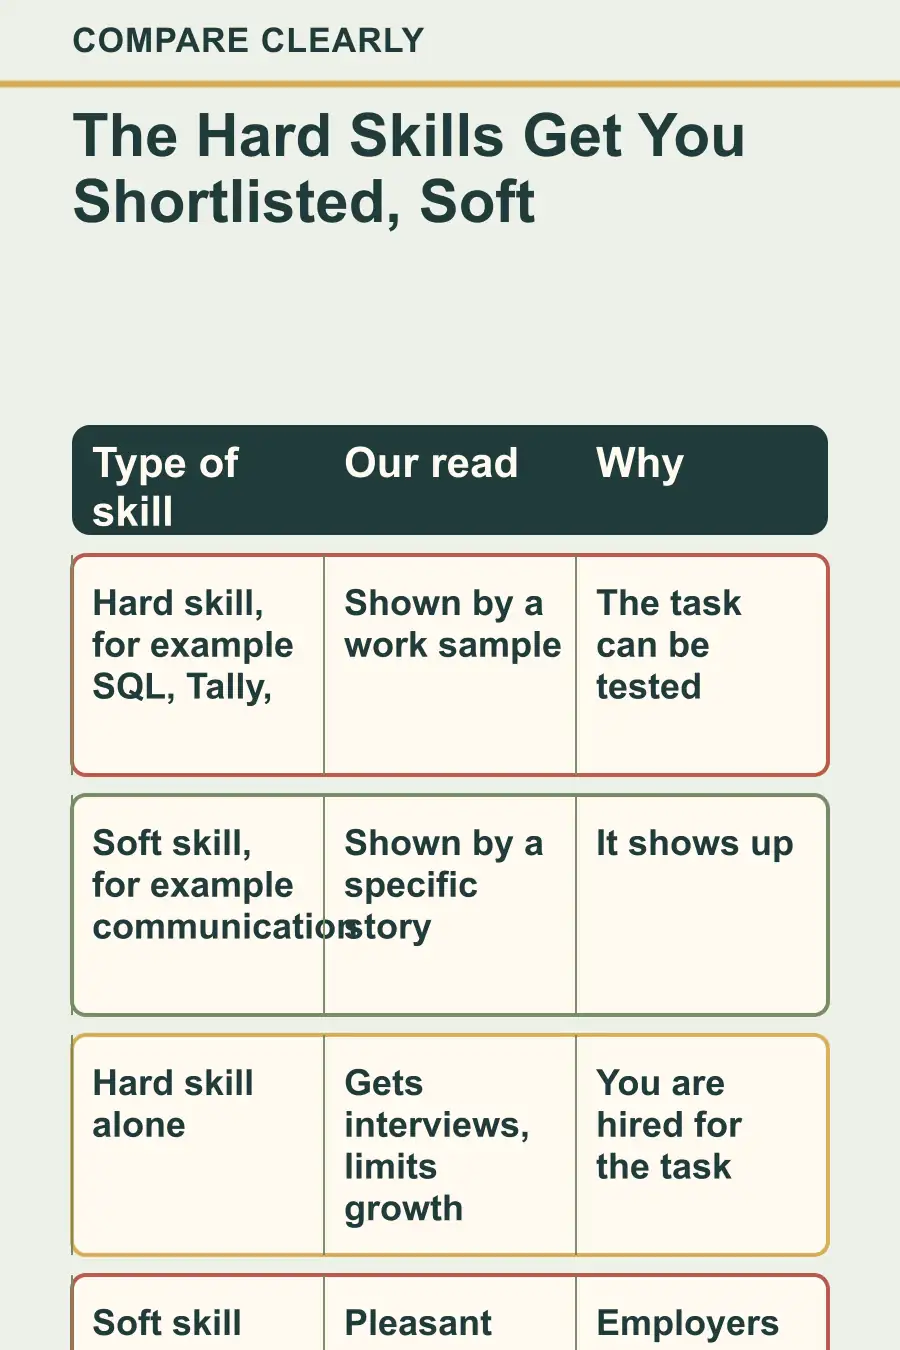 COMPARE CLEARLY
The Hard Skills Get You
Shortlisted, Soft
Type of
skill
Our read
Why
Hard skill,
for example
SQL, Tally,
Shown by a
work sample
The task
can be
tested
Soft skill,
for example
communication
Shown by a
specific
story
It shows up
Hard skill
alone
Gets
interviews,
limits
growth
You are
hired for
the task
Soft skill
Pleasant
Employers